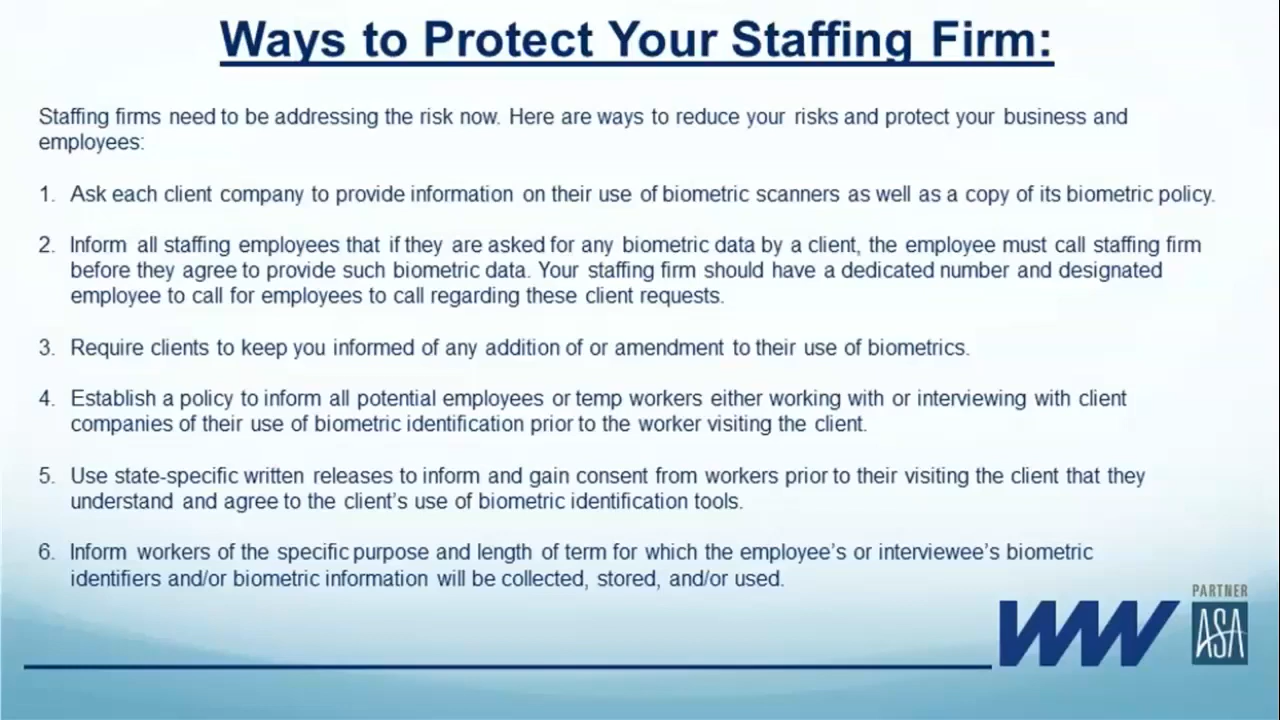 Ways to Protect Your Staffing Firm:
Staffing firms need to be addressing the risk now. Here are ways to reduce your risks and protect your business and
employees:
1. Ask each client company to provide information on their use of biometric scanners as well as a copy of its biometric policy.
2. Inform all staffing employees that if they are asked for any biometric data by a client, the employee must call staffing firm
before they agree to provide such biometric data. Your staffing firm should have a dedicated number and designated
employee to call for employees to call regarding these client requests.
3. Require clients to keep you informed of any addition of or amendment to their use of biometrics.
4. Establish a policy to inform all potential employees or temp workers either working with or interviewing with client
companies of their use of biometric identification prior to the worker visiting the client.
5. Use state-specific written releases to inform and gain consent from workers prior to their visiting the client that they
understand and agree to the client’s use of biometric identification tools.
6. Inform workers of the specific purpose and length of term for which the employee’s or interviewee’s biometric
identifiers and/or biometric information will be collected, stored, and/or used.
PARTNER
WW
ASA